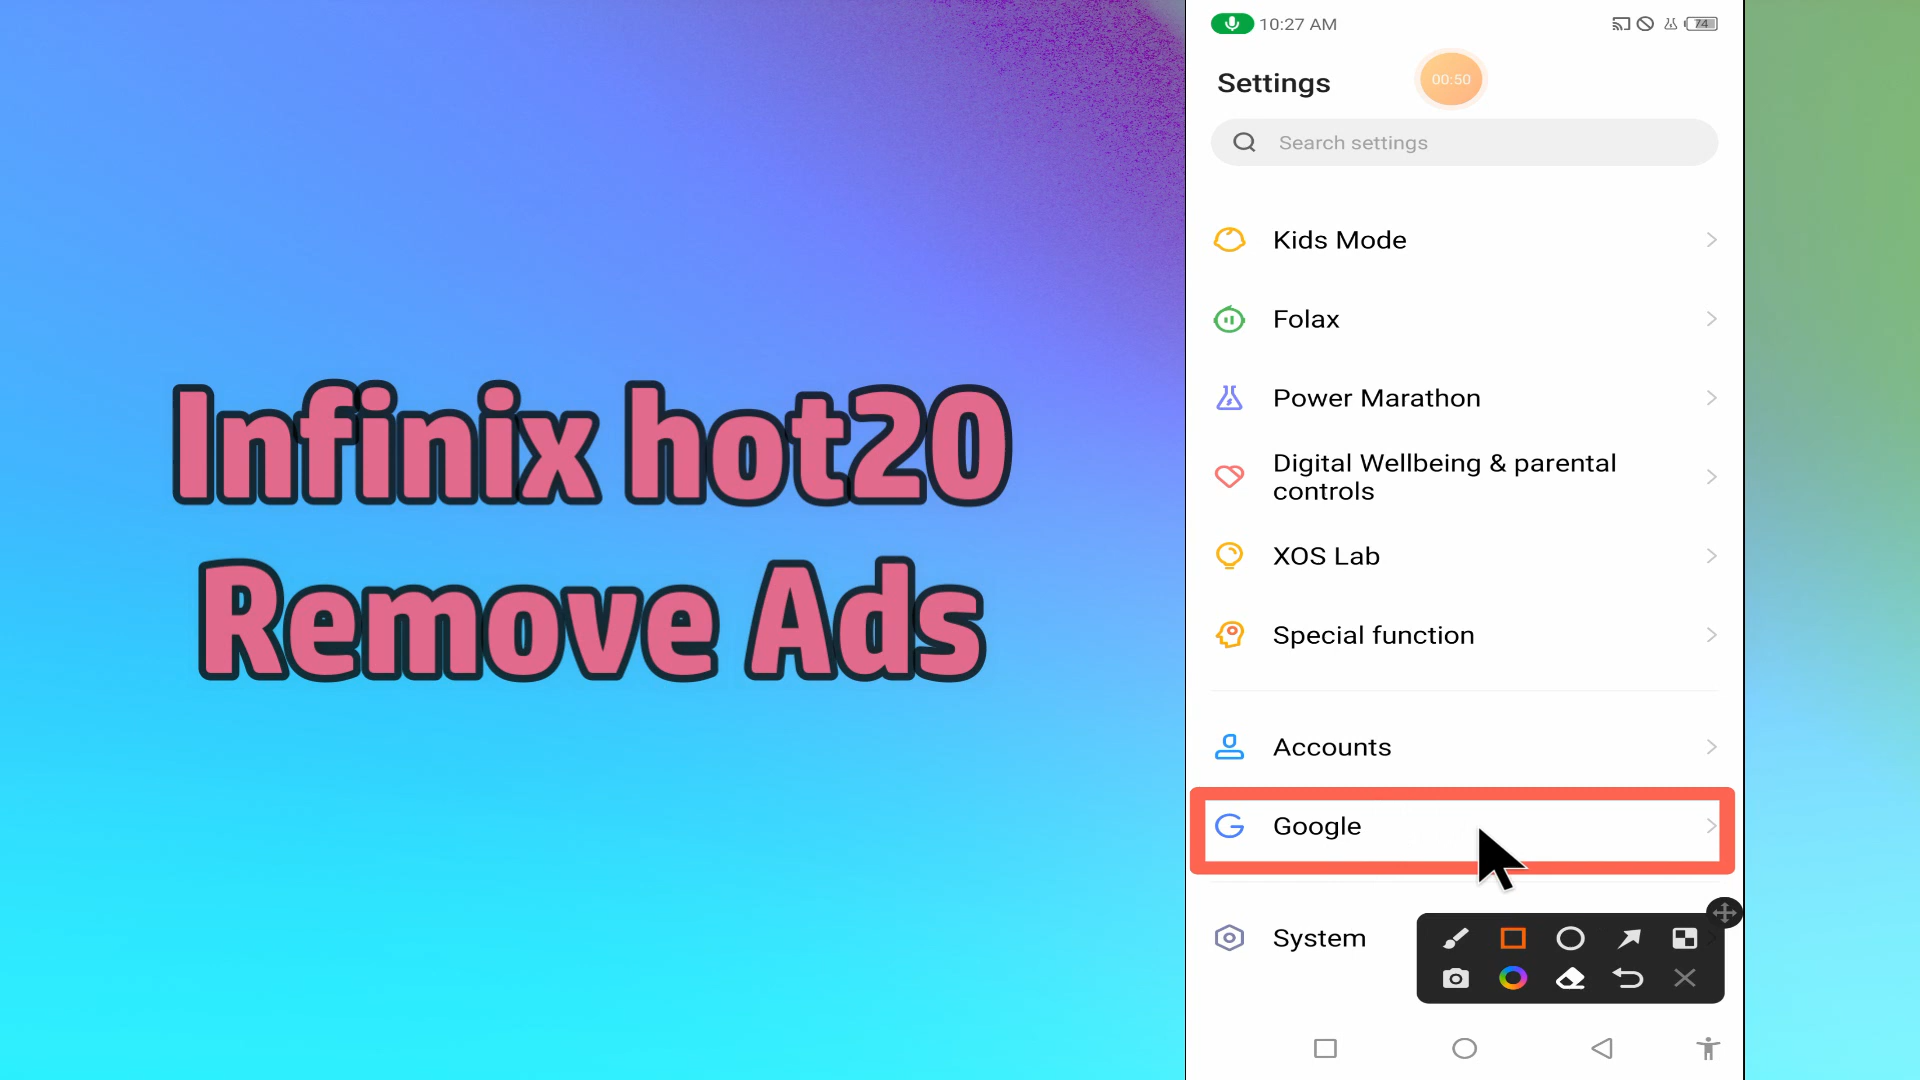 Infinix hot20
Remove Ads
10:27 AM
74
Settings
00:50
Search settings
Kids Mode
Folax
Power Marathon
Digital Wellbeing & parental
controls
XOS Lab
Special function
Accounts
Google
System